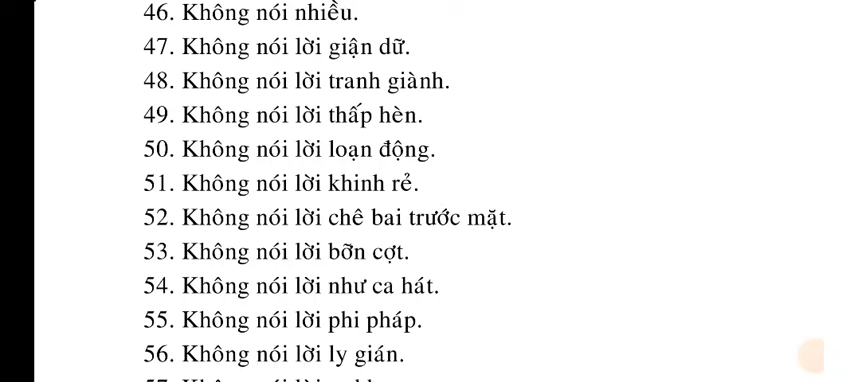 46. Không nói nhiều.
47. Không nói lời giận dữ.
48. Không nói lời tranh giành.
49. Không nói lời thấp hèn.
50. Không nói lời loạn động.
51. Không nói lời khinh rẻ.
52. Không nói lời chê bai trước mặt.
53. Không nói lời bỡn cợt.
54. Không nói lời như ca hát.
55. Không nói lời phi pháp.
56. Không nói lời ly gián.